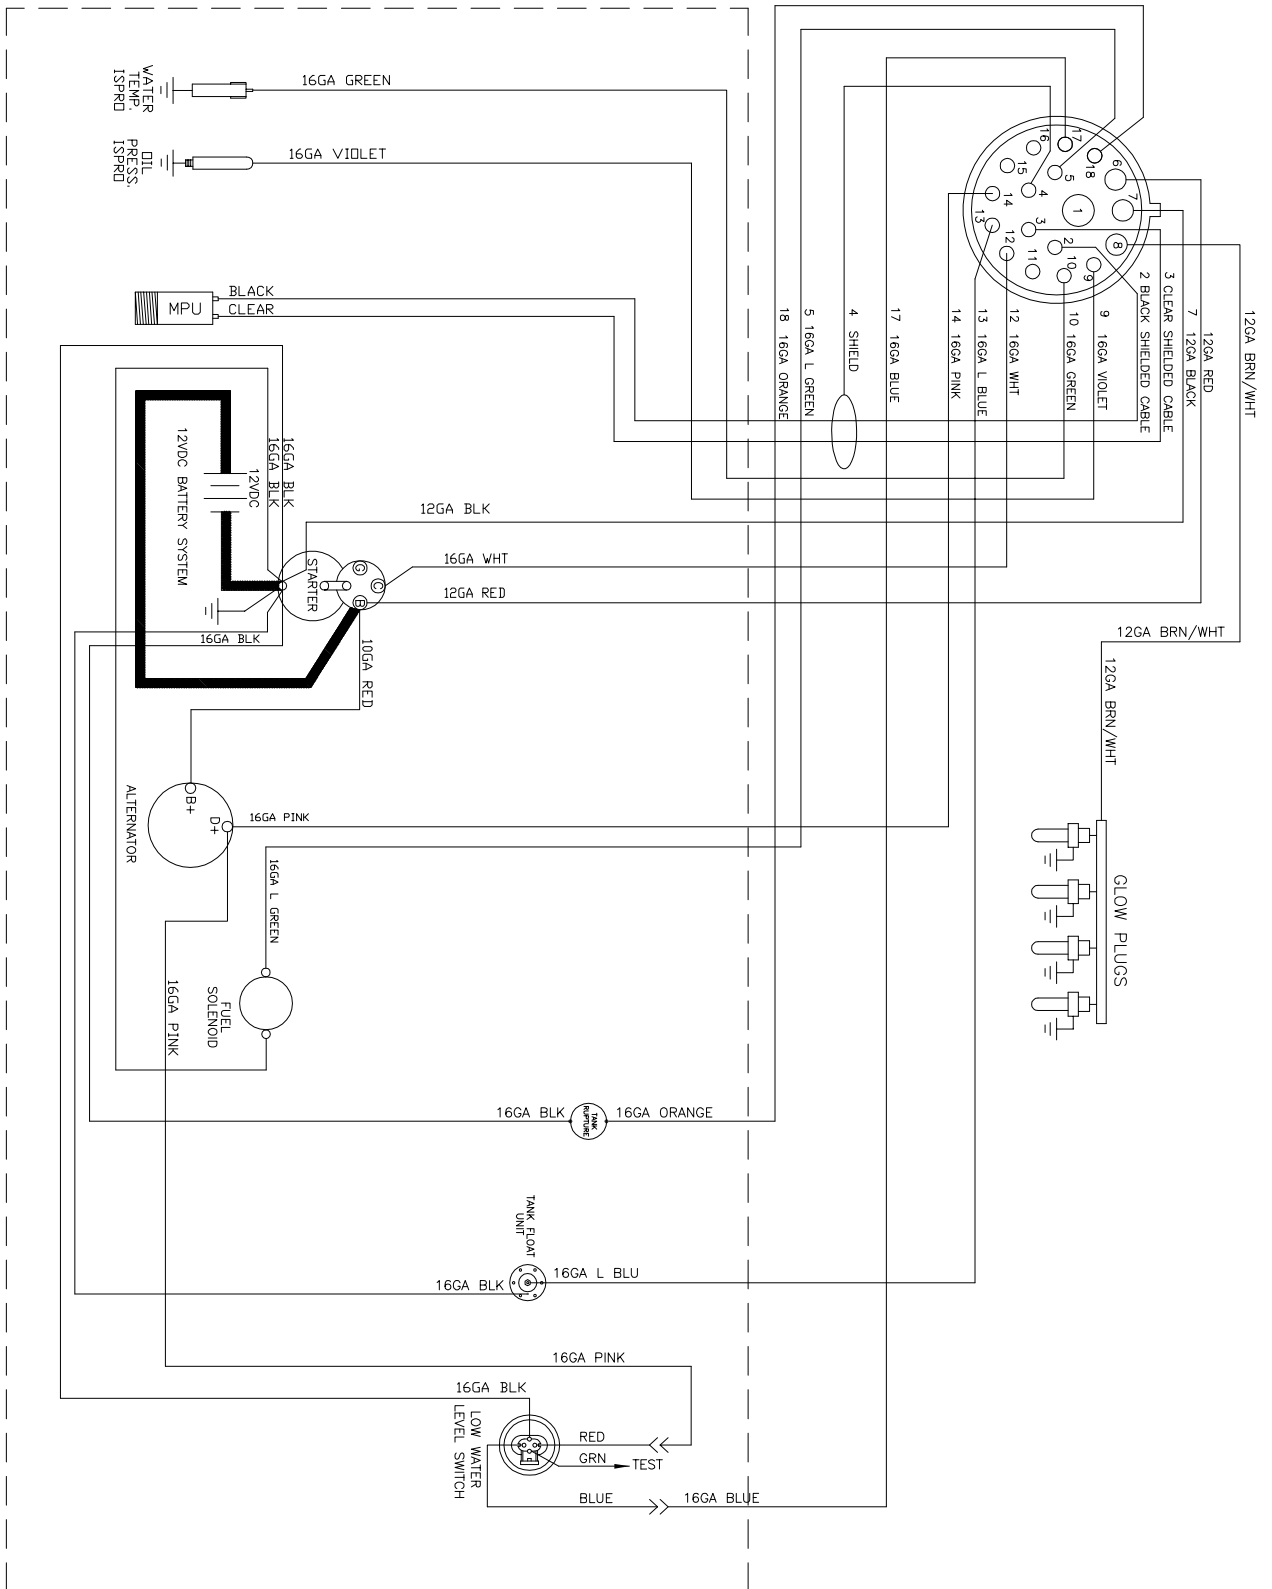 WATER
TEMP.
ISPRO
16GA GREEN
OIL
PRESS.
ISPRO
16GA VIOLET
MPU
BLACK
CLEAR
16
17
18
6
15
5
7
14
4
1
13
3
8
12
2
11
10
9
18 16GA ORANGE
5 16GA L GREEN
4 SHIELD
17 16GA BLUE
14 16GA PINK
13 16GA L BLUE
12 16GA WHT
10 16GA GREEN
9 16GA VIOLET
2 BLACK SHIELDED CABLE
3 CLEAR SHIELDED CABLE
7 12GA BLACK
12GA RED
12GA BRN/WHT
12VDC BATTERY SYSTEM
12VDC
16GA BLK
16GA BLK
12GA BLK
16GA WHT
12GA RED
STARTER
G
C
B
16GA BLK
10GA RED
12GA BRN/WHT
12GA BRN/WHT
ALTERNATOR
B+
D+
16GA PINK
16GA L GREEN
GLOW PLUGS
FUEL
SOLENOID
16GA PINK
16GA BLK
TANK
RUPTURE
16GA ORANGE
TANK FLOAT
UNIT
16GA BLK
16GA L BLU
16GA PINK
16GA BLK
LOW WATER
LEVEL SWITCH
RED
GRN
TEST
BLUE
16GA BLUE